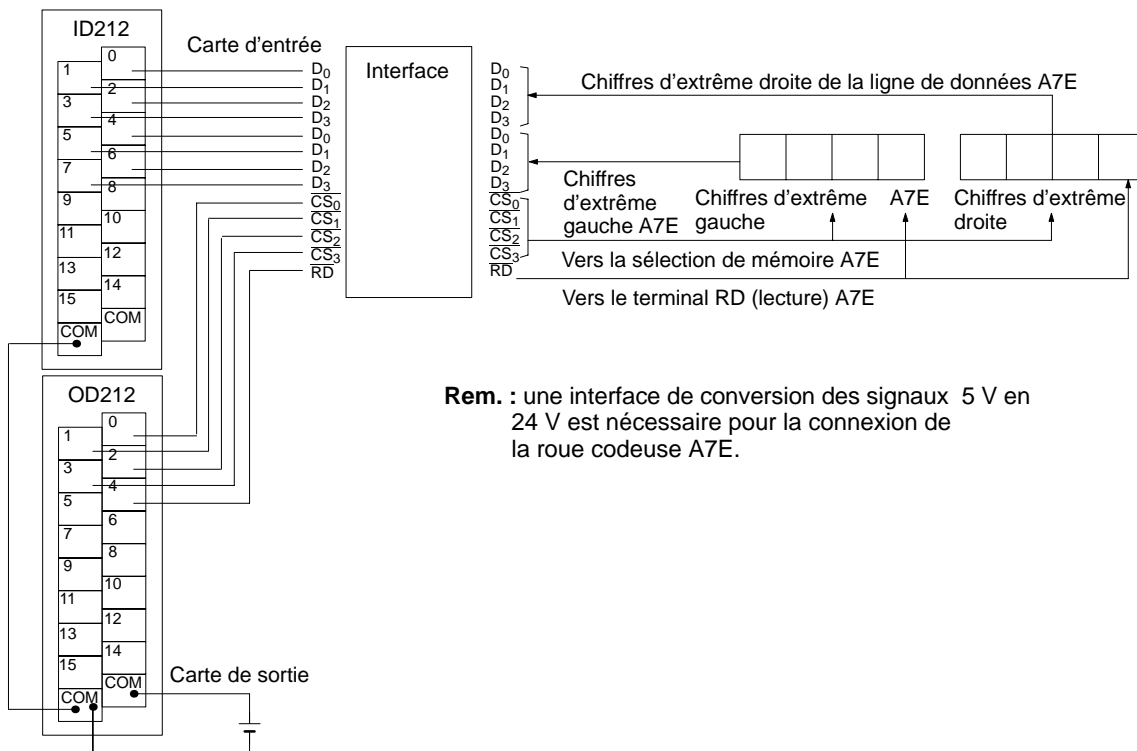 ID212
Carte d'entrée
0
1
2
3
4
5
6
7
8
9
10
11
12
13
14
15
COM
COM
D0
D1
D2
D3
D0
D1
D2
D3
CS0
CS1
CS2
CS3
RD
Interface
D0
D1
D2
D3
D0
D1
D2
D3
CS0
CS1
CS2
CS3
RD
Chiffres d'extrême droite de la ligne de données A7E
Chiffres
d'extrême
gauche A7E
Chiffres d'extrême
gauche
A7E
Chiffres d'extrême
droite
Vers la sélection de mémoire A7E
Vers le terminal RD (lecture) A7E
Rem. : une interface de conversion des signaux 5 V en
24 V est nécessaire pour la connexion de
la roue codeuse A7E.
OD212
0
1
2
3
4
5
6
7
8
9
10
11
12
13
14
15
COM
COM
Carte de sortie